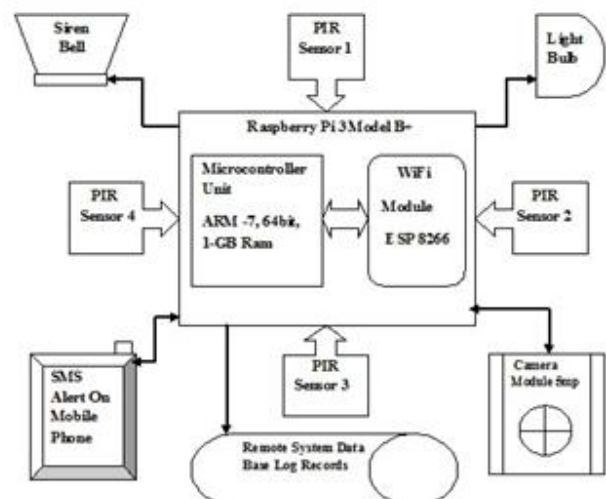 Siren
Bell
PIR
Sensor 1
Light
Bulb
Raspberry Pi 3Model B+
Microcontroller
Unit
ARM -7, 64bit,
1-GB Ram
WiFi
Module
ESP 8266
PIR
Sensor 4
PIR
Sensor 2
SMS
Alert On
Mobile
Phone
PIR
Sensor 3
Camera
Module 5mp
Remote System Data
Base Log Records